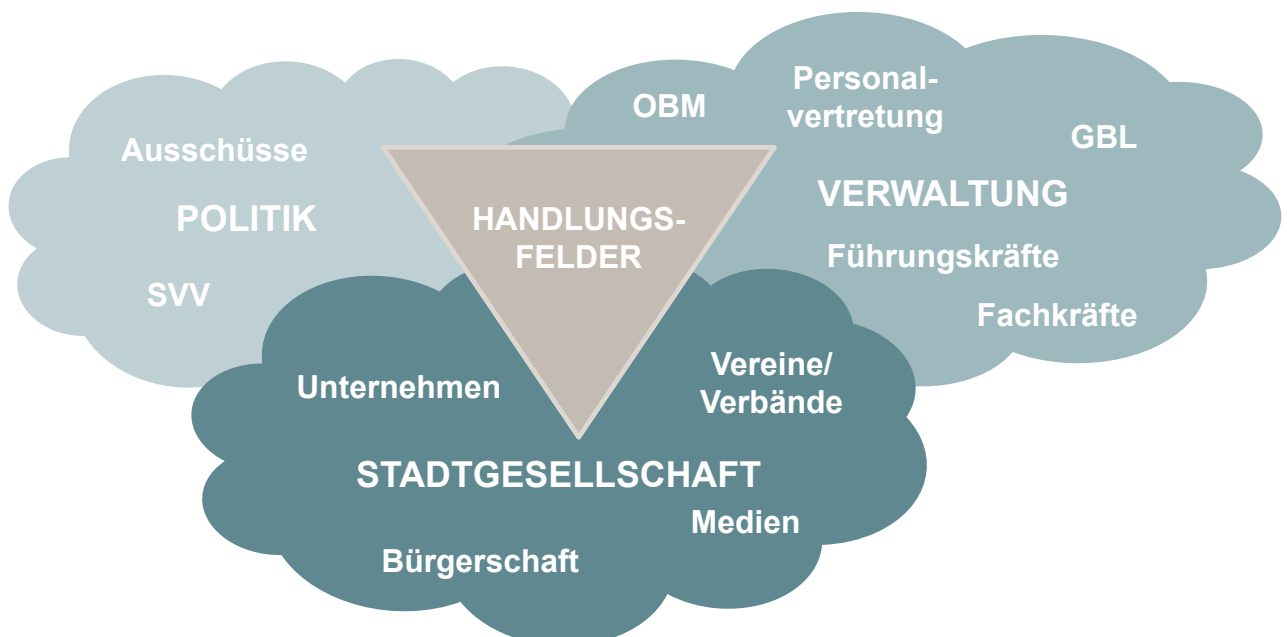 Ausschüsse
POLITIK
SVV
OBM
Personal-
vertretung
GBL
VERWALTUNG
Führungskräfte
Fachkräfte
HANDLUNGS-
FELDER
Unternehmen
Vereine/
Verbände
STADTGESELLSCHAFT
Medien
Bürgerschaft